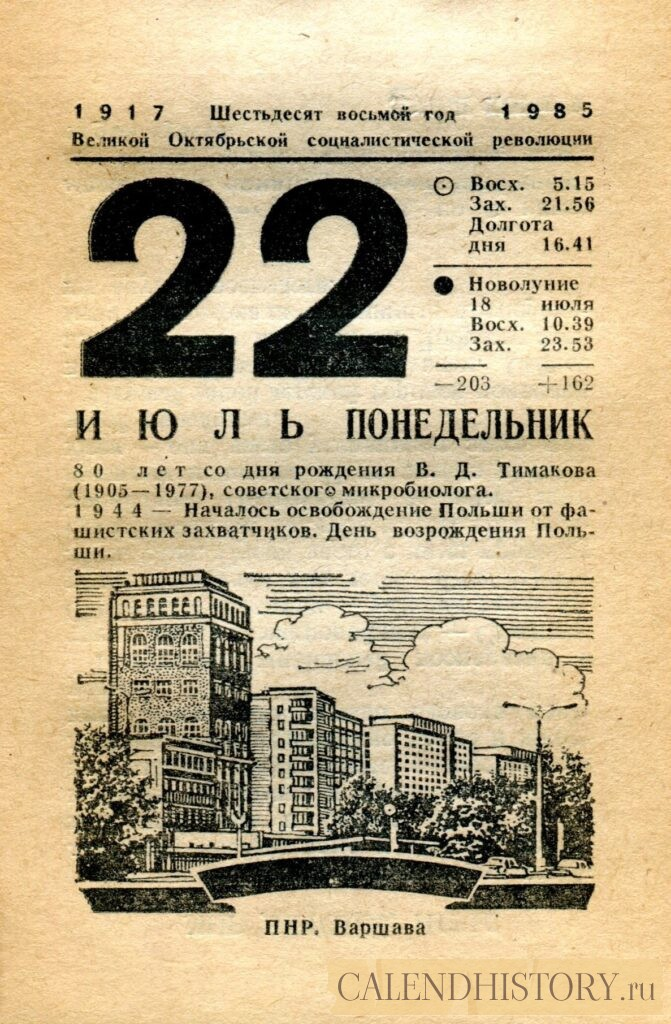 1917 Шестьдесят восьмой год 1985
Великой Октябрьской социалистической революции
22
Восх. 5.15
Зах. 21.56
Долгота
дня 16.41
Новолуние
18 июля
Восх. 10.39
Зах. 23.53
—203 +162
ИЮЛЬ ПОНЕДЕЛЬНИК
80 лет со дня рождения В. Д. Тимакова
(1905—1977), советского микробиолога.
1944 — Началось освобождение Польши от фа-
шистских захватчиков. День возрождения Поль-
ши.
ПНР. Варшава
CALENDHISTORY.ru